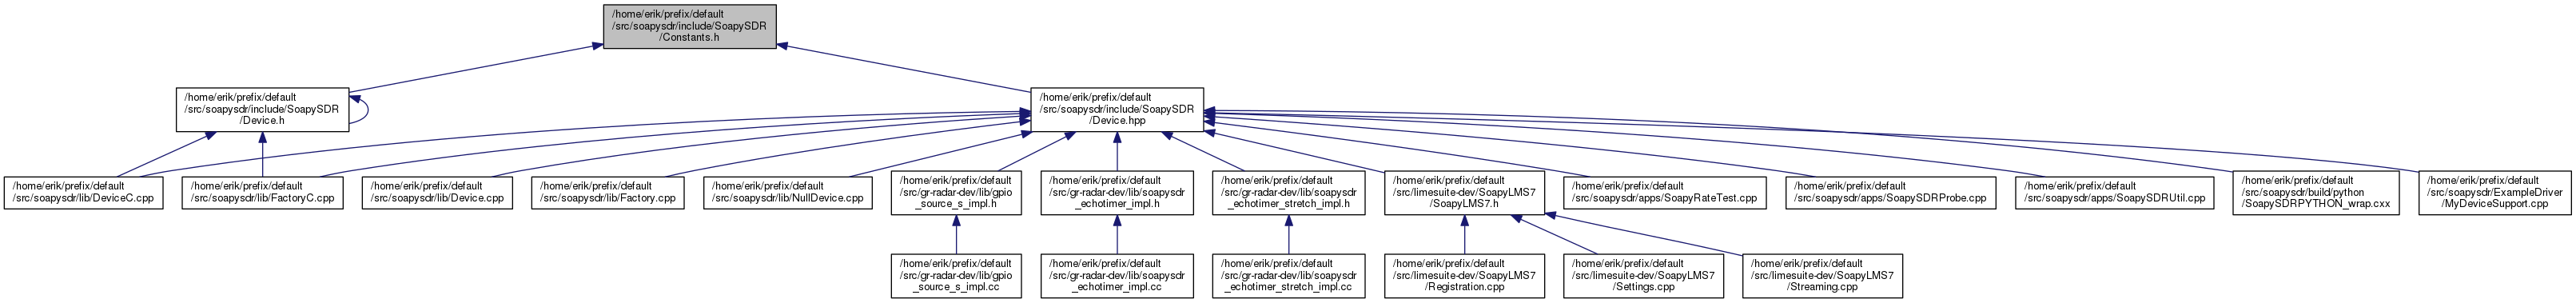 /home/erik/prefix/default
/src/soapysdr/include/SoapySDR
/Constants.h
/home/erik/prefix/default
/src/soapysdr/include/SoapySDR
/Device.h
/home/erik/prefix/default
/src/soapysdr/include/SoapySDR
/Device.hpp
/home/erik/prefix/default
/src/soapysdr/lib/DeviceC.cpp
/home/erik/prefix/default
/src/soapysdr/lib/FactoryC.cpp
/home/erik/prefix/default
/src/soapysdr/lib/Device.cpp
/home/erik/prefix/default
/src/soapysdr/lib/Factory.cpp
/home/erik/prefix/default
/src/soapysdr/lib/NullDevice.cpp
/home/erik/prefix/default
/src/gr-radar-dev/lib/gpio
_source_s_impl.h
/home/erik/prefix/default
/src/gr-radar-dev/lib/soapysdr
_echotimer_impl.h
/home/erik/prefix/default
/src/gr-radar-dev/lib/soapysdr
_echotimer_stretch_impl.h
/home/erik/prefix/default
/src/limesuite-dev/SoapyLMS7
/SoapyLMS7.h
/home/erik/prefix/default
/src/soapysdr/apps/SoapyRateTest.cpp
/home/erik/prefix/default
/src/soapysdr/apps/SoapySDRProbe.cpp
/home/erik/prefix/default
/src/soapysdr/apps/SoapySDRUtil.cpp
/home/erik/prefix/default
/src/soapysdr/build/python
/SoapySDRPYTHON_wrap.cxx
/home/erik/prefix/default
/src/soapysdr/ExampleDriver
/MyDeviceSupport.cpp
/home/erik/prefix/default
/src/gr-radar-dev/lib/gpio
_source_s_impl.cc
/home/erik/prefix/default
/src/gr-radar-dev/lib/soapysdr
_echotimer_impl.cc
/home/erik/prefix/default
/src/gr-radar-dev/lib/soapysdr
_echotimer_stretch_impl.cc
/home/erik/prefix/default
/src/limesuite-dev/SoapyLMS7
/Registration.cpp
/home/erik/prefix/default
/src/limesuite-dev/SoapyLMS7
/Settings.cpp
/home/erik/prefix/default
/src/limesuite-dev/SoapyLMS7
/Streaming.cpp